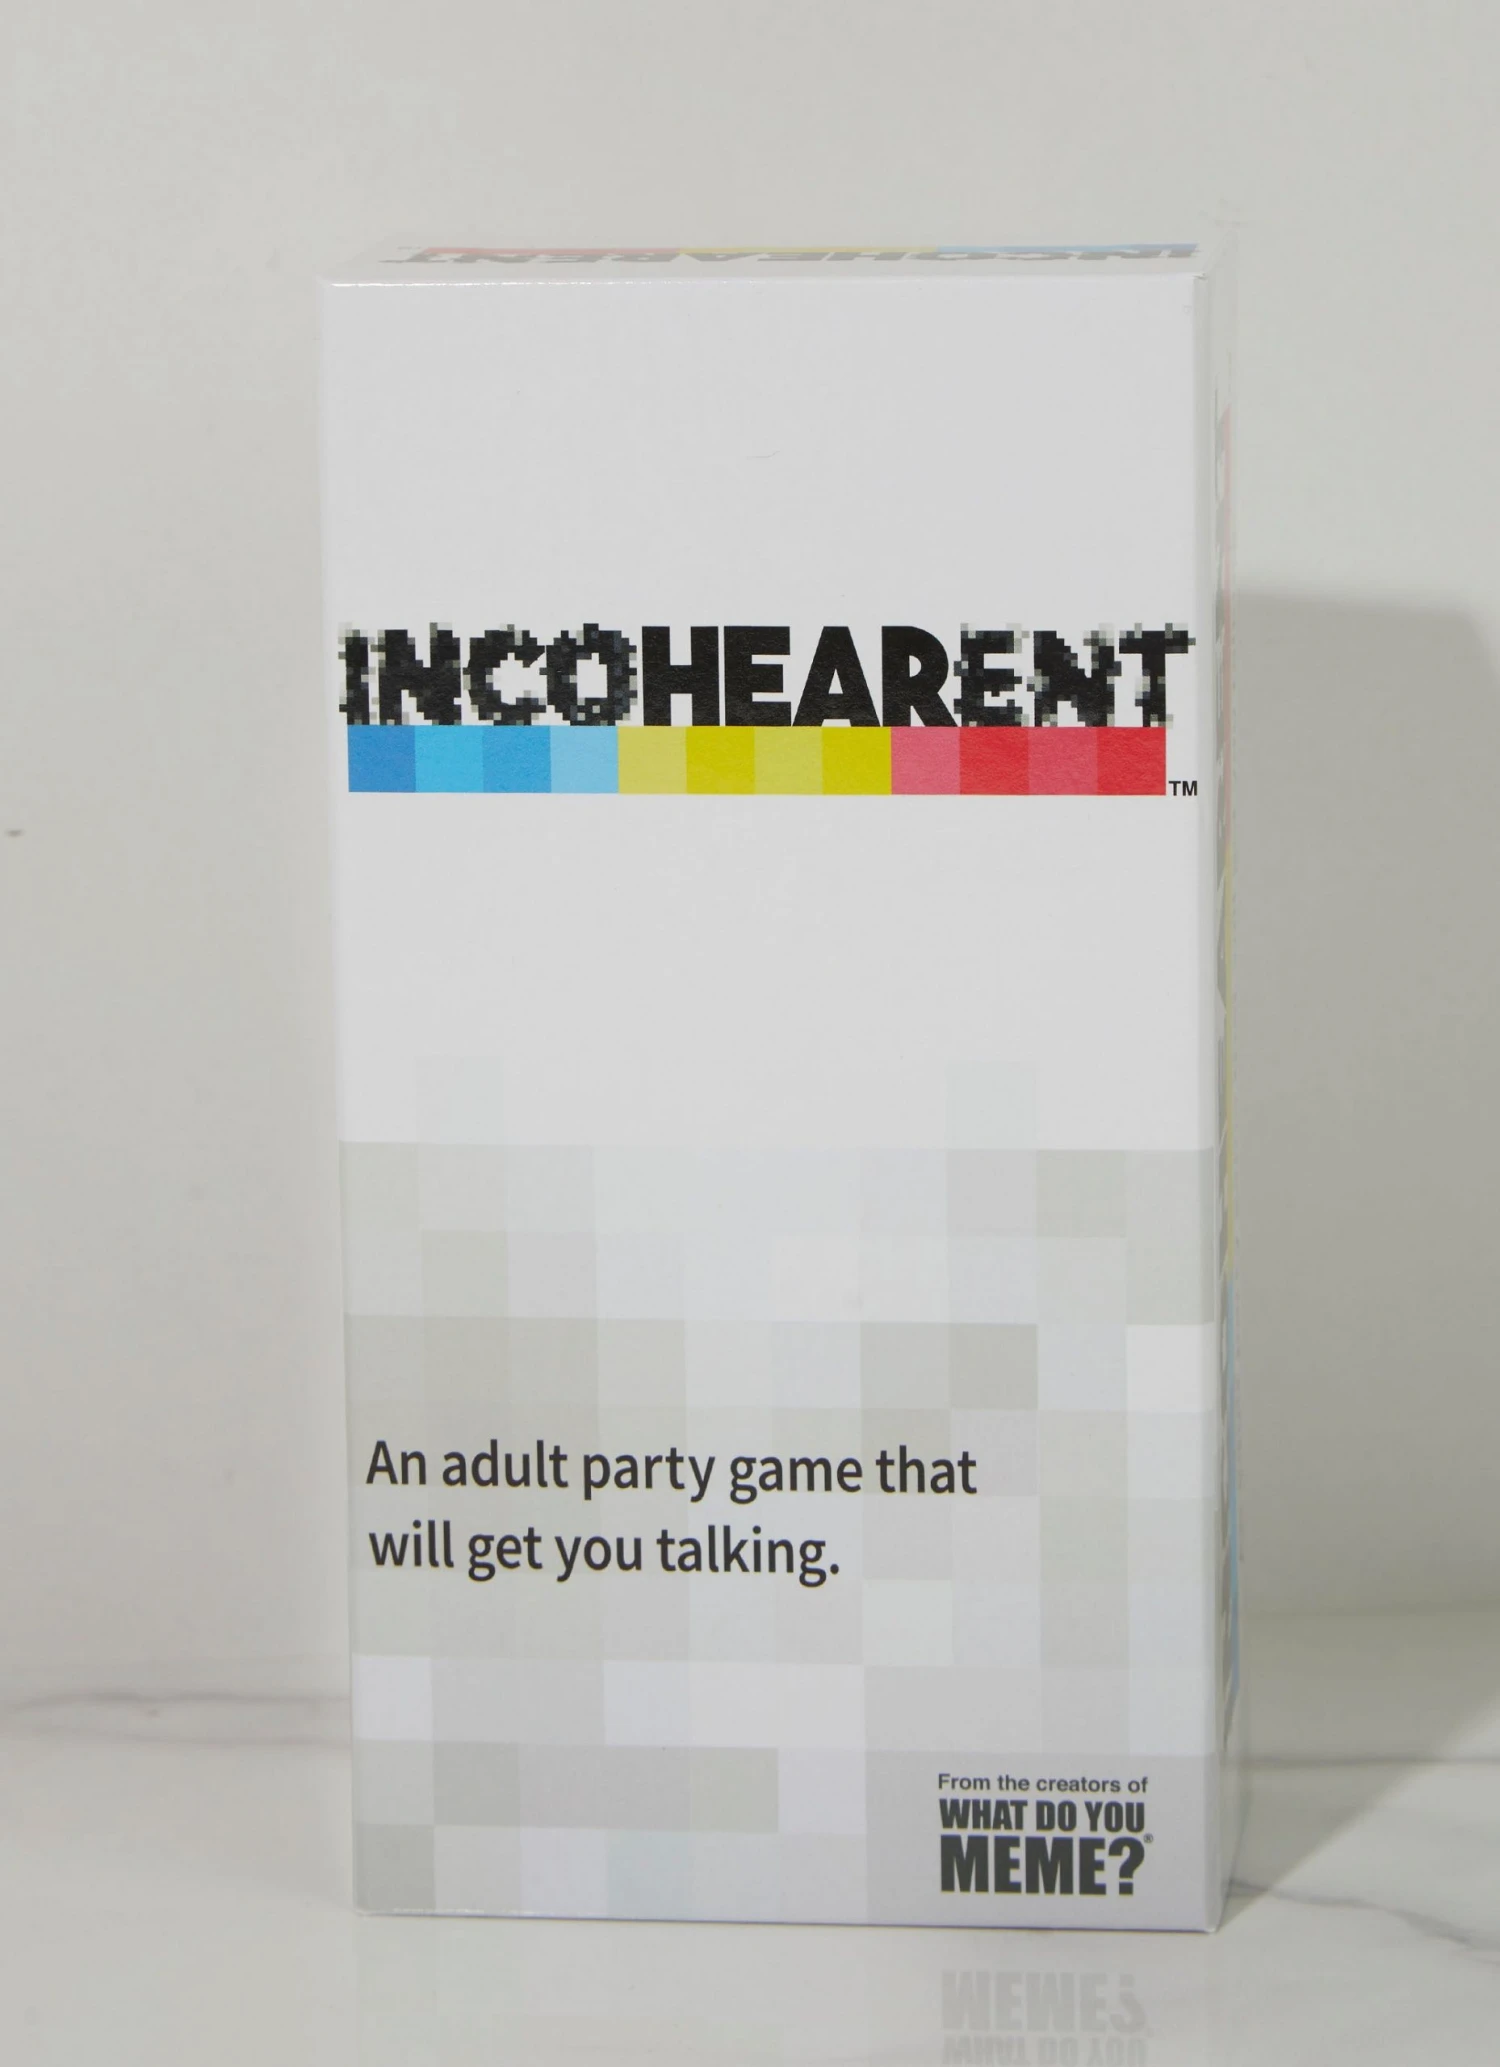 INCOHEARENT
INCOHEARENT
TM
An adult party game that
will get you talking.
From the creators of
WHAT DO YOU
MEME?®